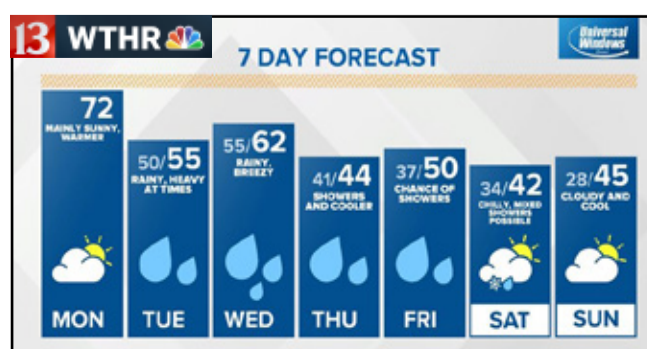 13 WTHR
Universal
Windows
7 DAY FORECAST
72
MAINLY SUNNY,
WARMER
MON
50/55
RAINY, HEAVY
AT TIMES
TUE
55/62
RAINY,
BREEZY
WED
41/44
SHOWERS
AND COOLER
THU
37/50
CHANCE OF
SHOWERS
FRI
34/42
CHILLY, MIXED
SHOWERS
POSSIBLE
SAT
28/45
CLOUDY AND
COOL
SUN